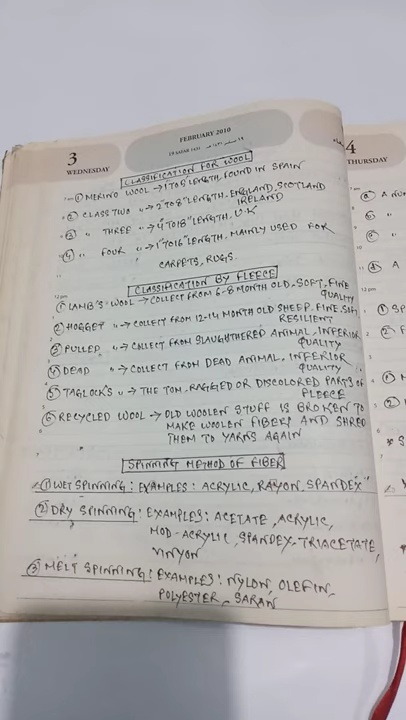 3
WEDNESDAY
FEBRUARY 2010
CLASSIFICATION FOR WOOL
① MERINO WOOL → 1 TO 5" LENGTH, FOUND IN SPAIN
② CLASS TWO " → 2" TO 8" LENGTH. ENGLAND, SCOTLAND
IRELAND
③ " THREE " → 4" TO 18" LENGTH, U.K
④ " FOUR " → 1" TO 16" LENGTH, MAINLY USED FOR
CARPETS, RUGS.
CLASSIFICATION BY FLEECE
① LAMB'S WOOL → COLLECT FROM 6-8 MONTH OLD. SOFT, FINE
QUALITY
② HOGGET " → COLLECT FROM 12-14 MONTH OLD SHEEP. FINE, SOFT
RESILIENT
③ PULLED " → COLLECT FROM SLAUGHTERED ANIMAL, INFERIOR
QUALITY
④ DEAD " → COLLECT FROM DEAD ANIMAL, INFERIOR
QUALITY
⑤ TAGLOCK'S " → THE TORN, RAGGED OR DISCOLORED PARTS OF
FLEECE
⑥ RECYCLED WOOL → OLD WOOLEN STUFF IS BROKEN TO
MAKE WOOLEN FIBERS AND SHRED
THEM TO YARNS AGAIN
SPINNING METHOD OF FIBER
① WET SPINNING: EXAMPLES: ACRYLIC, RAYON, SPANDEX
② DRY SPINNING: EXAMPLES: ACETATE, ACRYLIC,
MOD-ACRYLIC, SPANDEX, TRIACETATE,
VINYON
③ MELT SPINNING: EXAMPLES: NYLON, OLEFIN,
POLYESTER, SARAN
4
THURSDAY